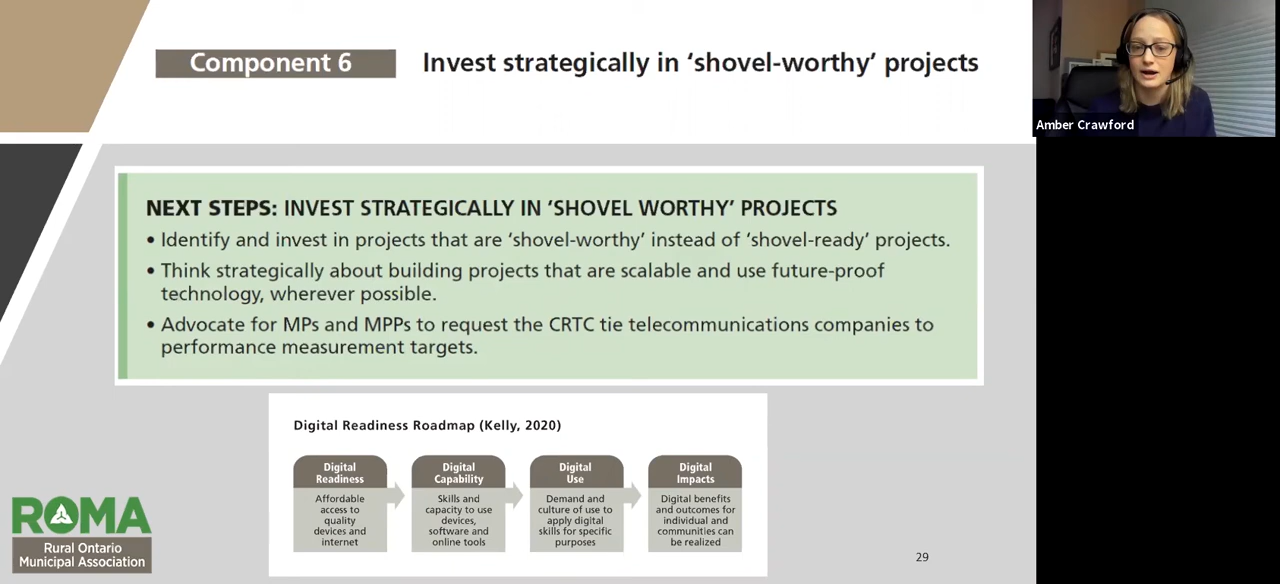 Component 6
Invest strategically in ‘shovel-worthy’ projects
Amber Crawford
NEXT STEPS: INVEST STRATEGICALLY IN ‘SHOVEL WORTHY’ PROJECTS
• Identify and invest in projects that are ‘shovel-worthy’ instead of ‘shovel-ready’ projects.
• Think strategically about building projects that are scalable and use future-proof
technology, wherever possible.
• Advocate for MPs and MPPs to request the CRTC tie telecommunications companies to
performance measurement targets.
Digital Readiness Roadmap (Kelly, 2020)
Digital
Readiness
Affordable
access to
quality
devices and
internet
Digital
Capability
Skills and
capacity to use
devices,
software and
online tools
Digital
Use
Demand and
culture of use to
apply digital
skills for specific
purposes
Digital
Impacts
Digital benefits
and outcomes for
individual and
communities can
be realized
ROMA
Rural Ontario
Municipal Association
29